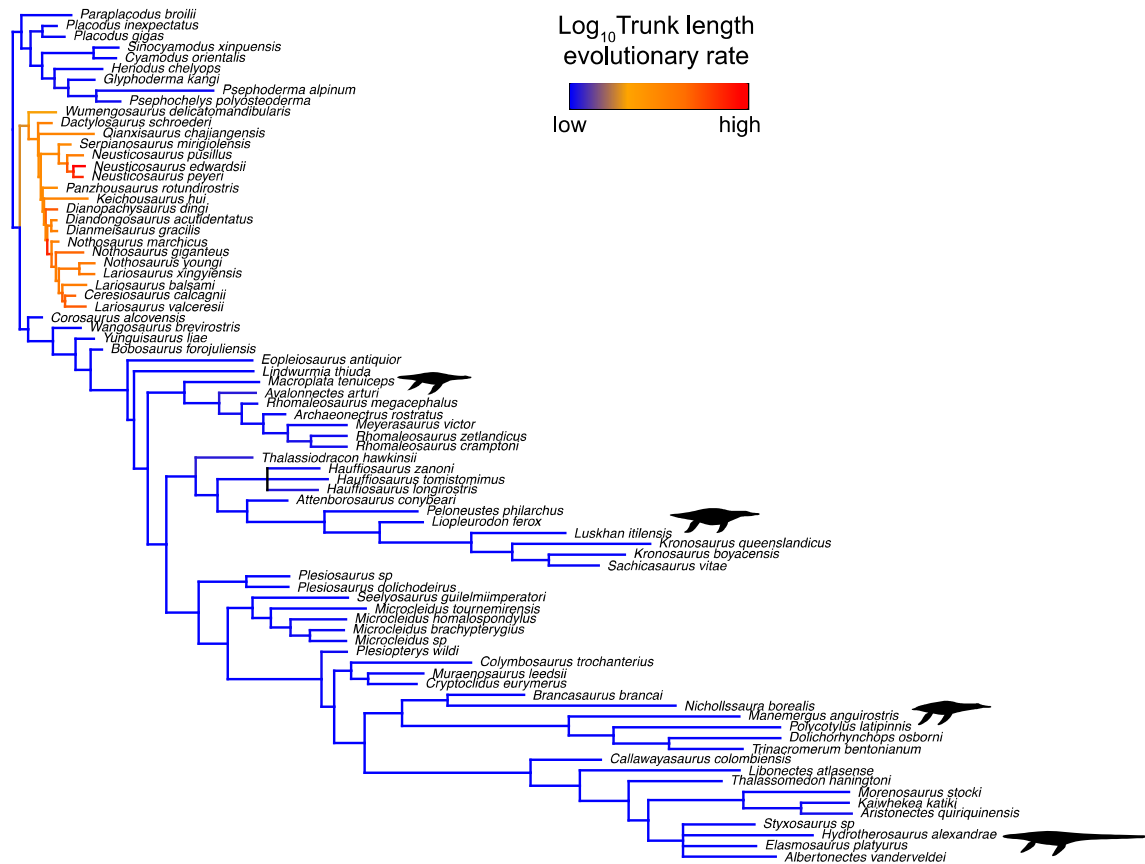 Log10Trunk length
evolutionary rate
low high
Paraplacodus broilii
Placodus inexpectatus
Placodus gigas
Sinocyamodus xinpuensis
Cyamodus orientalis
Henodus chelyops
Glyphoderma kangi
Psephoderma alpinum
Psephochelys polyosteoderma
Wumengosaurus delicatomandibularis
Dactylosaurus schroederi
Qianxisaurus chajiangensis
Serpianosaurus mirigiolensis
Neusticosaurus pusillus
Neusticosaurus edwardsii
Neusticosaurus peyeri
Panzhousaurus rotundirostris
Keichousaurus hui
Dianopachysaurus dingi
Diandongosaurus acutidentatus
Dianmeisaurus gracilis
Nothosaurus marchicus
Nothosaurus giganteus
Nothosaurus youngi
Lariosaurus xingyiensis
Lariosaurus balsami
Ceresiosaurus calcagnii
Lariosaurus valceresii
Corosaurus alcovensis
Wangosaurus brevirostris
Yunguisaurus liae
Bobosaurus forojuliensis
Eopleiosaurus antiquior
Lindwurmia thiuda
Macroplata tenuiceps
Avalonnectes arturi
Rhomaleosaurus megacephalus
Archaeonectrus rostratus
Meyerasaurus victor
Rhomaleosaurus zetlandicus
Rhomaleosaurus cramptoni
Thalassiodracon hawkinsii
Hauffiosaurus zanoni
Hauffiosaurus tomistomimus
Hauffiosaurus longirostris
Attenborosaurus conybeari
Peloneustes philarchus
Liopleurodon ferox
Luskhan itilensis
Kronosaurus queenslandicus
Kronosaurus boyacensis
Sachicasaurus vitae
Plesiosaurus sp
Plesiosaurus dolichodeirus
Seelyosaurus guilelmiimperatori
Microcleidus tournemirensis
Microcleidus homalospondylus
Microcleidus brachypterygius
Microcleidus sp
Plesiopterys wildi
Colymbosaurus trochanterius
Muraenosaurus leedsii
Cryptoclidus eurymerus
Brancasaurus brancai
Nichollssaura borealis
Manemergus anguirostris
Polycotylus latipinnis
Dolichorhynchops osborni
Trinacromerum bentonianum
Callawayasaurus colombiensis
Libonectes atlasense
Thalassomedon haningtoni
Morenosaurus stocki
Kaiwhekea katiki
Aristonectes quiriquinensis
Styxosaurus sp
Hydrotherosaurus alexandrae
Elasmosaurus platyurus
Albertonectes vanderveldei